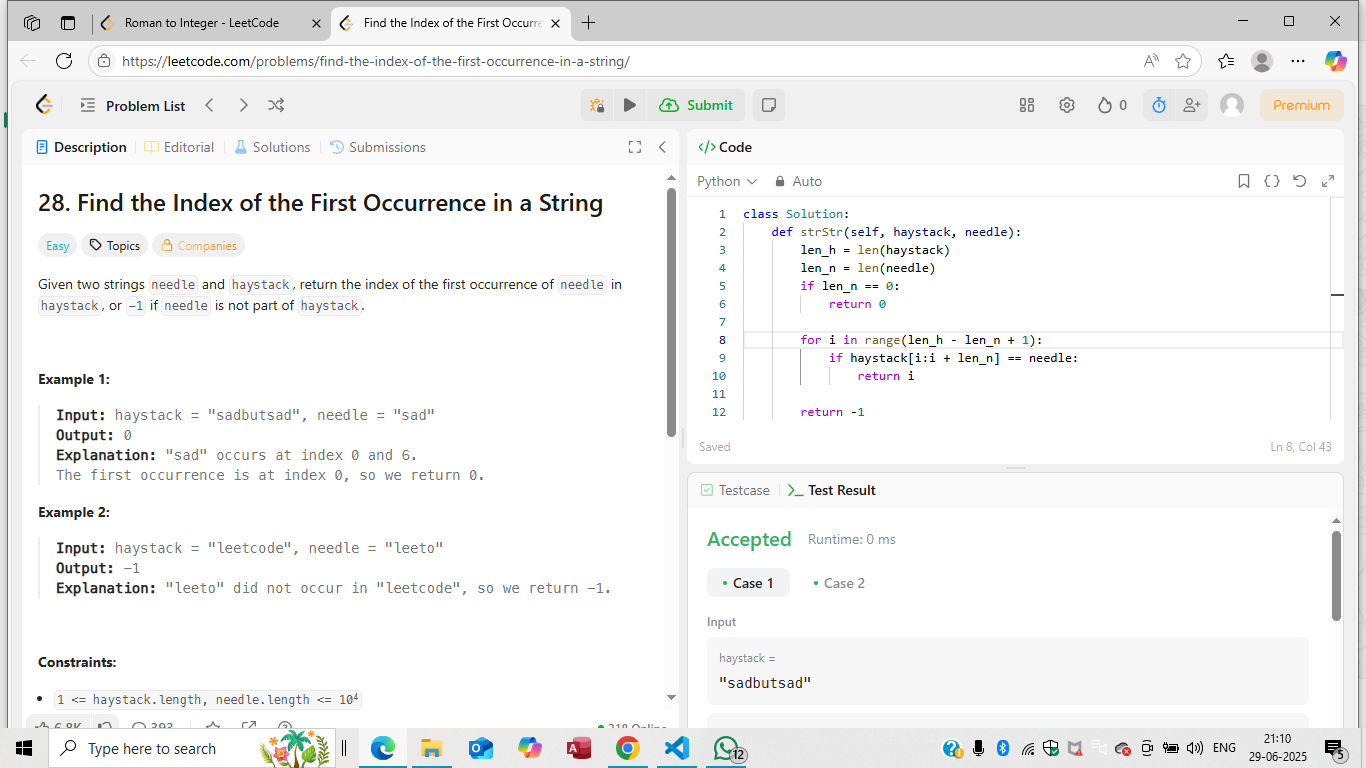 Roman to Integer - LeetCode
Find the Index of the First Occurre
https://leetcode.com/problems/find-the-index-of-the-first-occurrence-in-a-string/
Problem List
Submit
0
Premium
Description
Editorial
Solutions
Submissions
28. Find the Index of the First Occurrence in a String
Easy
Topics
Companies
Given two strings needle and haystack, return the index of the first occurrence of needle in
haystack, or -1 if needle is not part of haystack.
Example 1:
Input: haystack = "sadbutsad", needle = "sad"
Output: 0
Explanation: "sad" occurs at index 0 and 6.
The first occurrence is at index 0, so we return 0.
Example 2:
Input: haystack = "leetcode", needle = "leeto"
Output: -1
Explanation: "leeto" did not occur in "leetcode", so we return -1.
Constraints:
• 1 <= haystack.length, needle.length <= 10⁴
6.8K
393
318 Online
</> Code
Python
Auto
1 class Solution:
2     def strStr(self, haystack, needle):
3         len_h = len(haystack)
4         len_n = len(needle)
5         if len_n == 0:
6             return 0
7
8         for i in range(len_h - len_n + 1):
9             if haystack[i:i + len_n] == needle:
10                 return i
11
12         return -1
Saved
Ln 8, Col 43
Testcase
Test Result
Accepted
Runtime: 0 ms
• Case 1
• Case 2
Input
haystack =
"sadbutsad"
Type here to search
12
ENG
21:10
29-06-2025
5